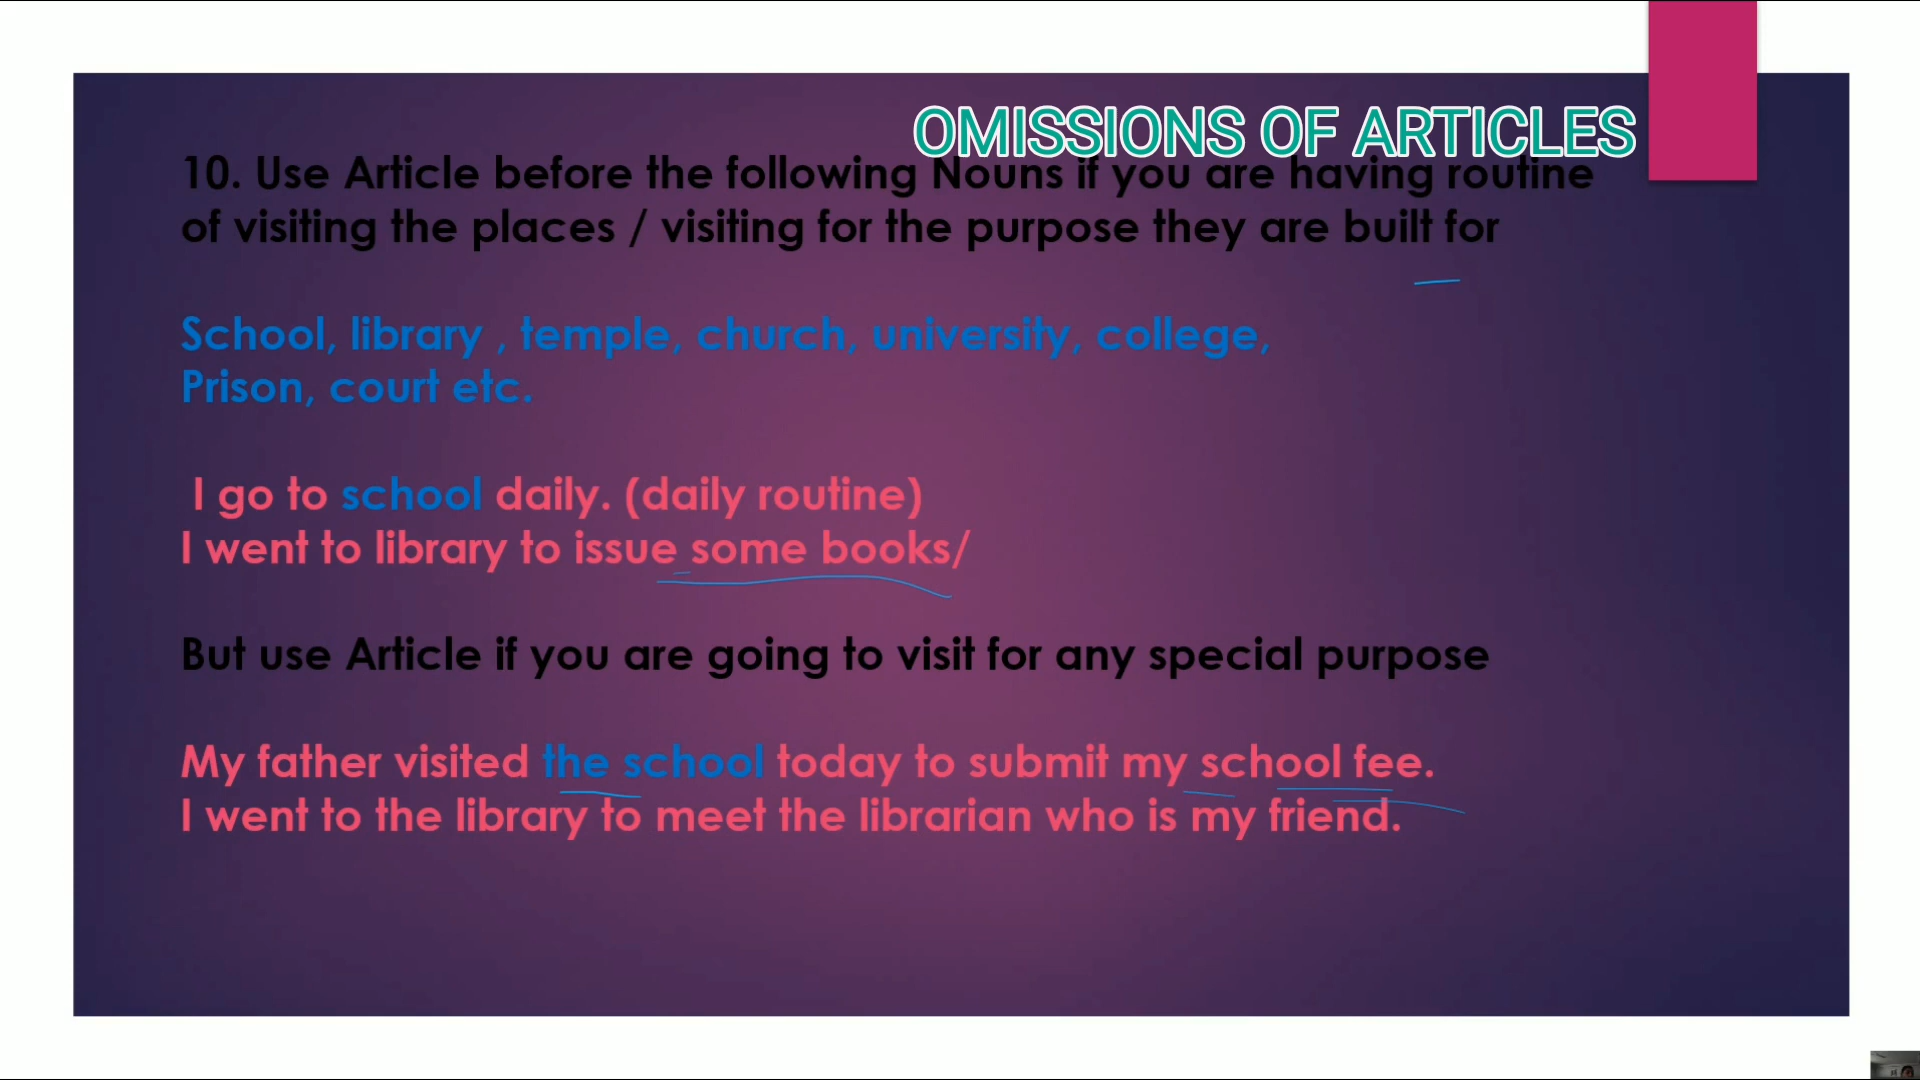 OMISSIONS OF ARTICLES
10. Use Article before the following Nouns if you are having routine
of visiting the places / visiting for the purpose they are built for
School, library , temple, church, university, college,
Prison, court etc.
I go to school daily. (daily routine)
I went to library to issue some books/
But use Article if you are going to visit for any special purpose
My father visited the school today to submit my school fee.
I went to the library to meet the librarian who is my friend.